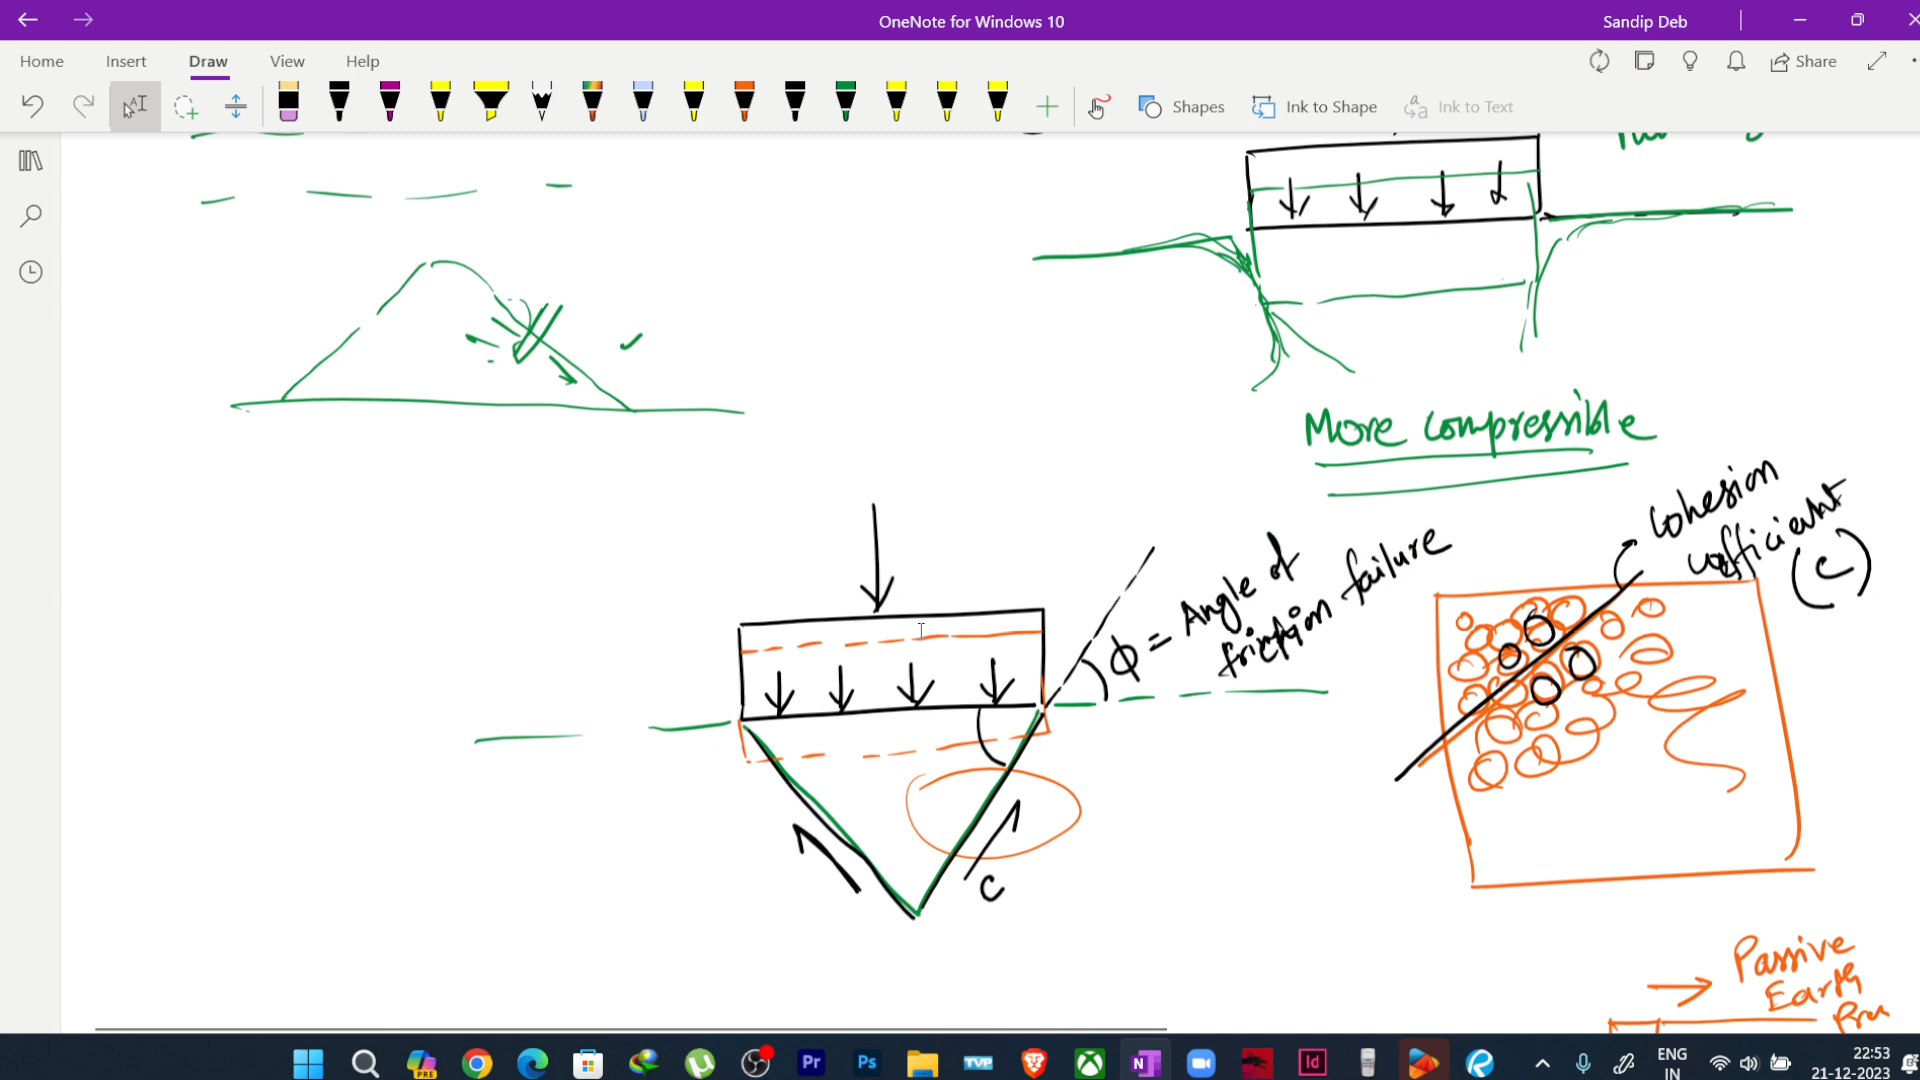 OneNote for Windows 10
Sandip Deb
Home
Insert
Draw
View
Help
Share
Shapes
Ink to Shape
Ink to Text
More compressible
Cohesion
coefficient
(c)
ϕ = Angle of
friction failure
C
→ Passive
Earth
ENG
IN
22:53
21-12-2023